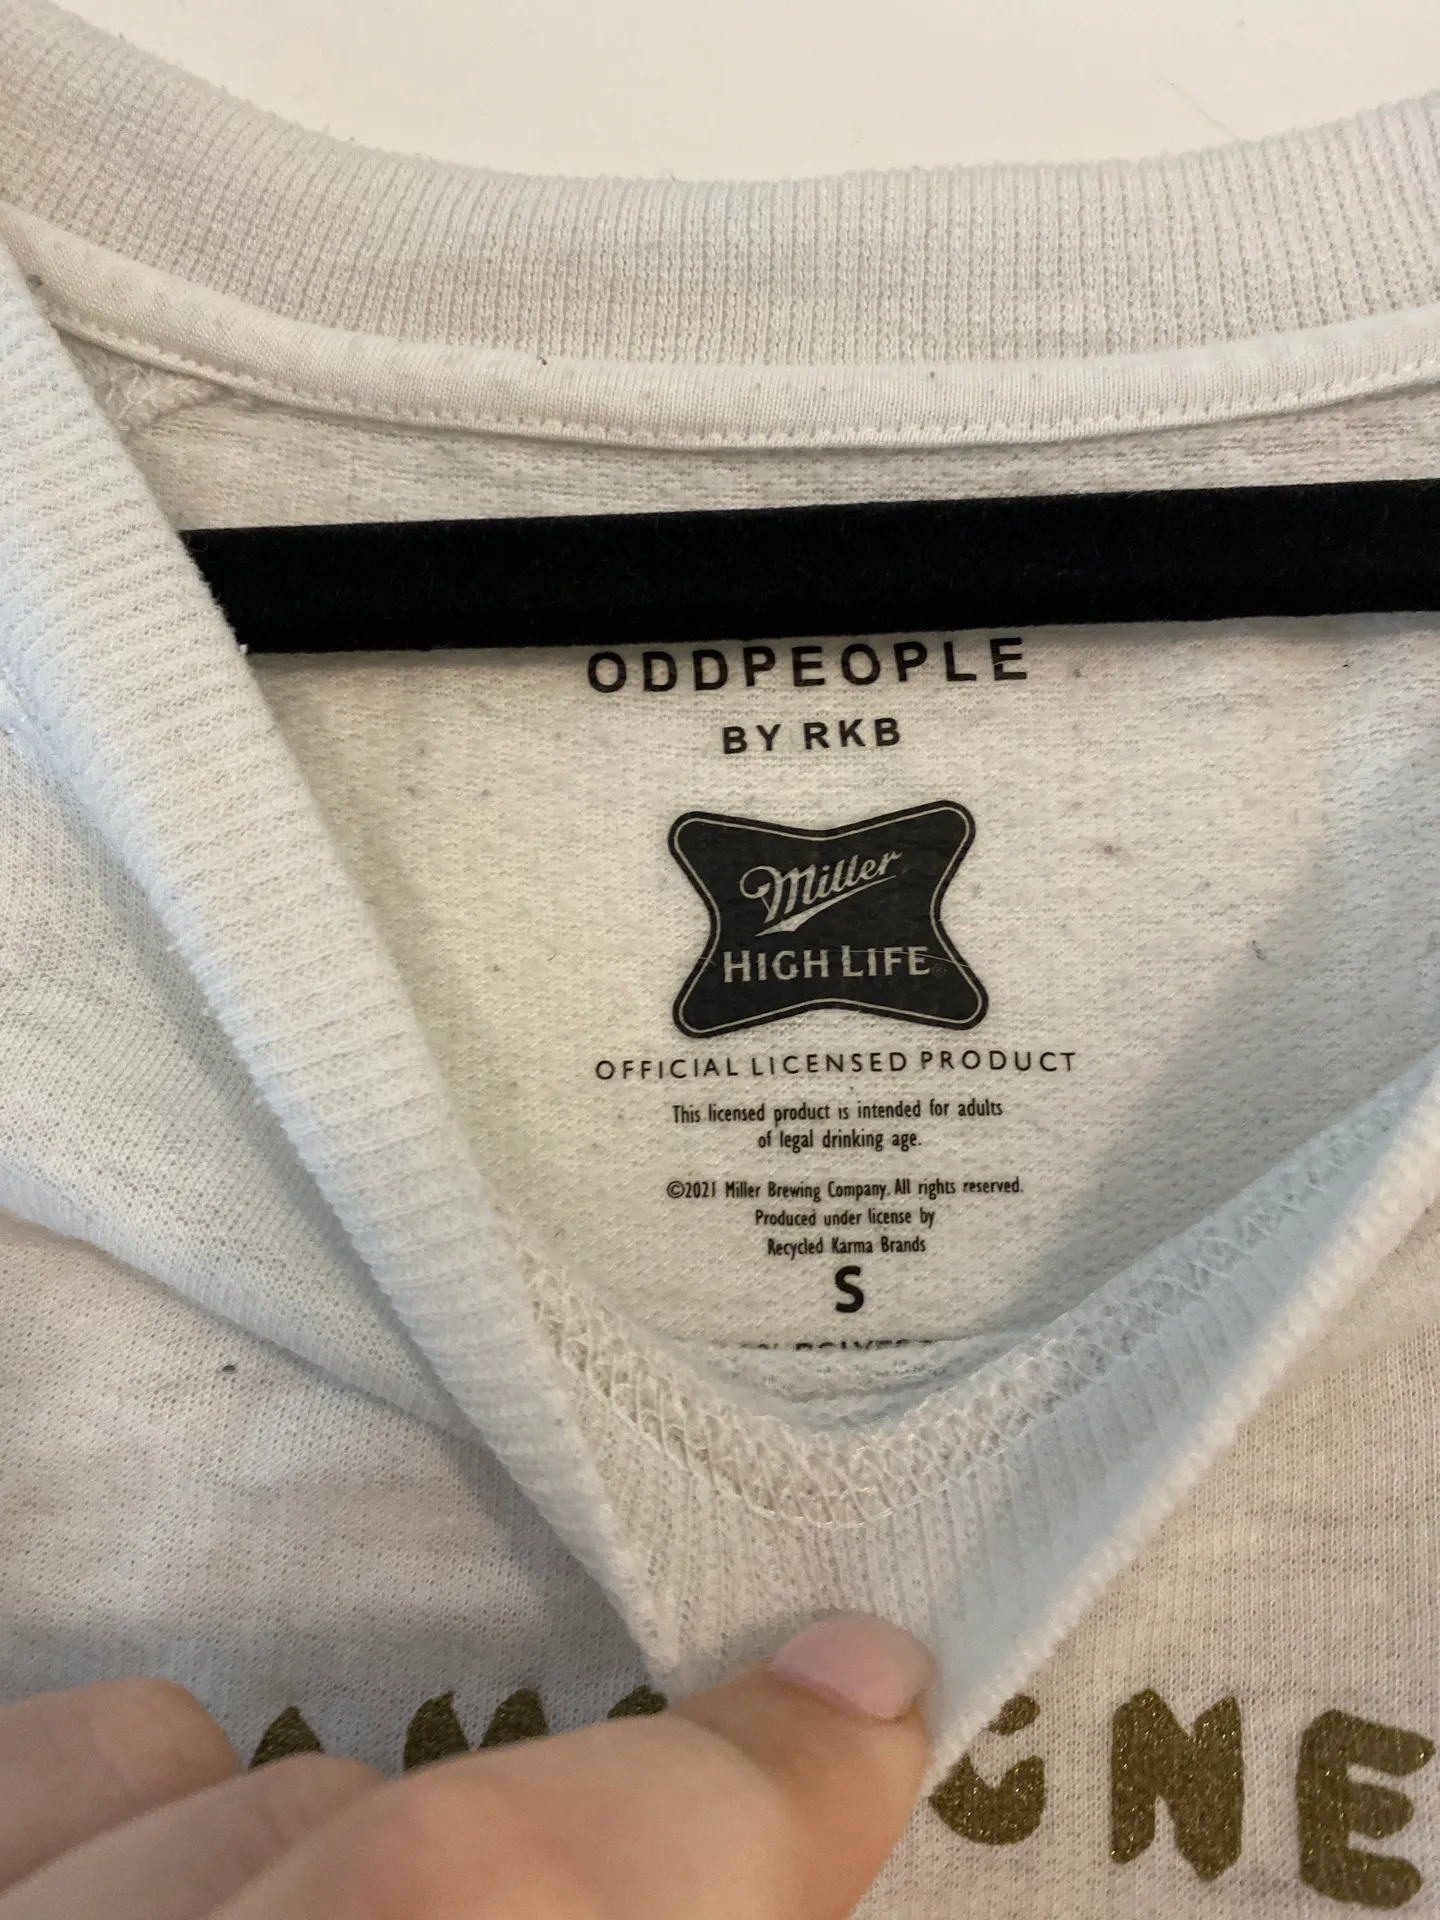 ODDPEOPLE
BY RKB
Miller
HIGH LIFE®
OFFICIAL LICENSED PRODUCT
This licensed product is intended for adults
of legal drinking age.
©2021 Miller Brewing Company. All rights reserved.
Produced under license by
Recycled Karma Brands
S